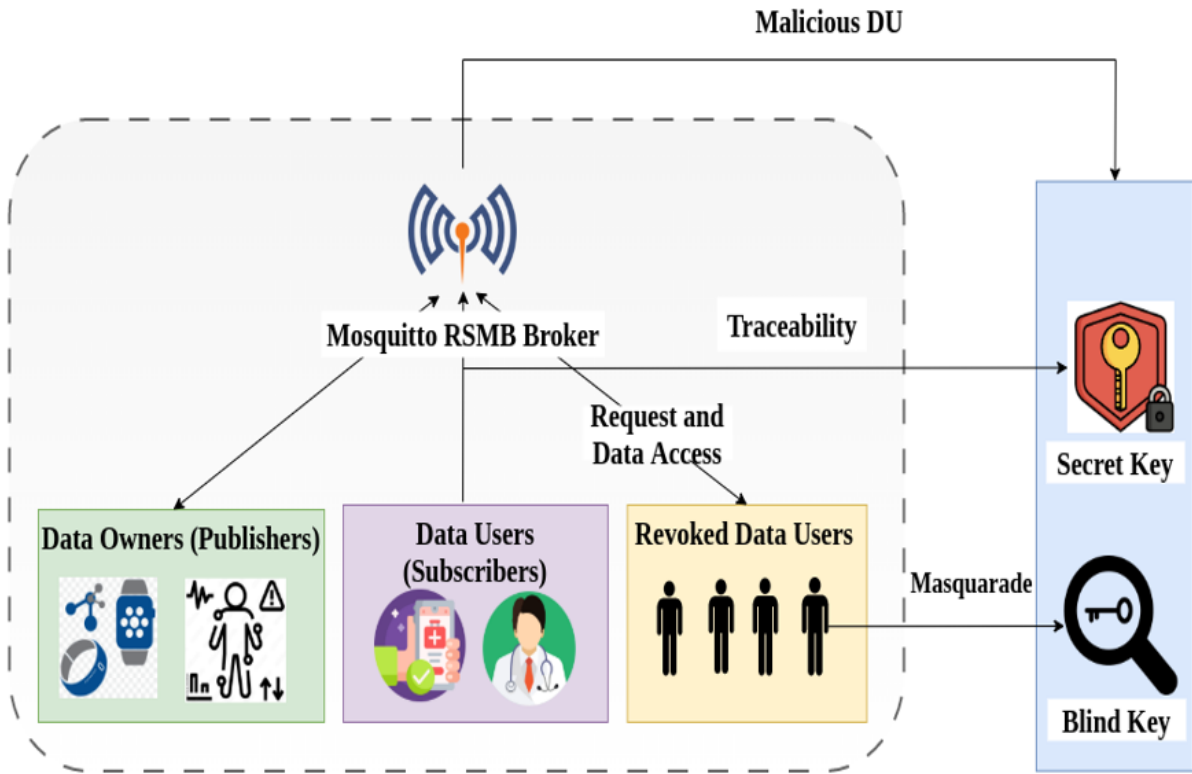 Malicious DU
Mosquitto RSMB Broker
Traceability
Request and
Data Access
Secret Key
Data Owners (Publishers)
Data Users
(Subscribers)
Revoked Data Users
Masquarade
Blind Key